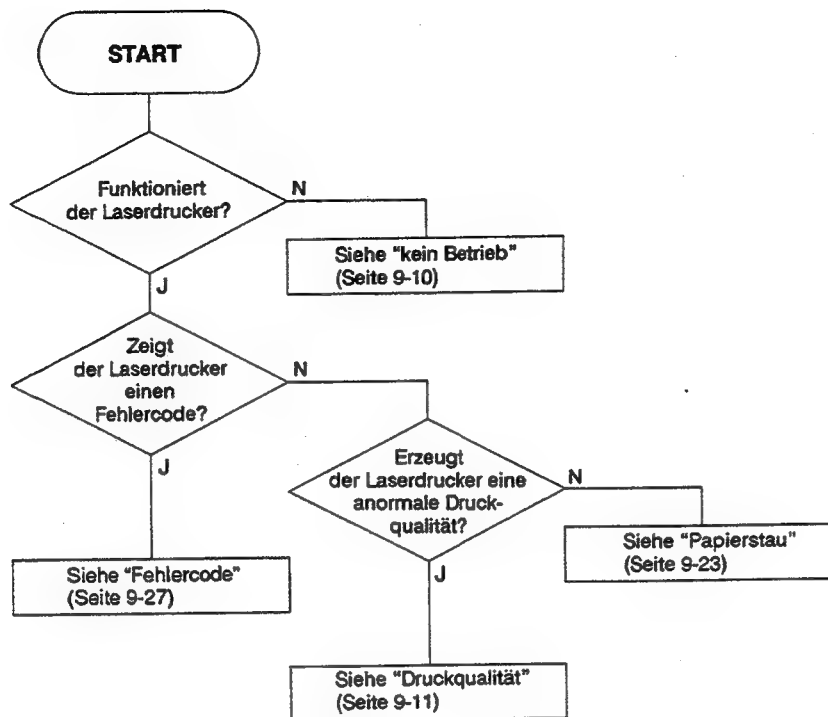 START
Funktioniert
der Laserdrucker?
N
Siehe "kein Betrieb"
(Seite 9-10)
J
Zeigt
der Laserdrucker
einen
Fehlercode?
N
J
Erzeugt
der Laserdrucker eine
anormale Druck-
qualität?
N
Siehe "Papierstau"
(Seite 9-23)
J
Siehe "Fehlercode"
(Seite 9-27)
Siehe "Druckqualität"
(Seite 9-11)